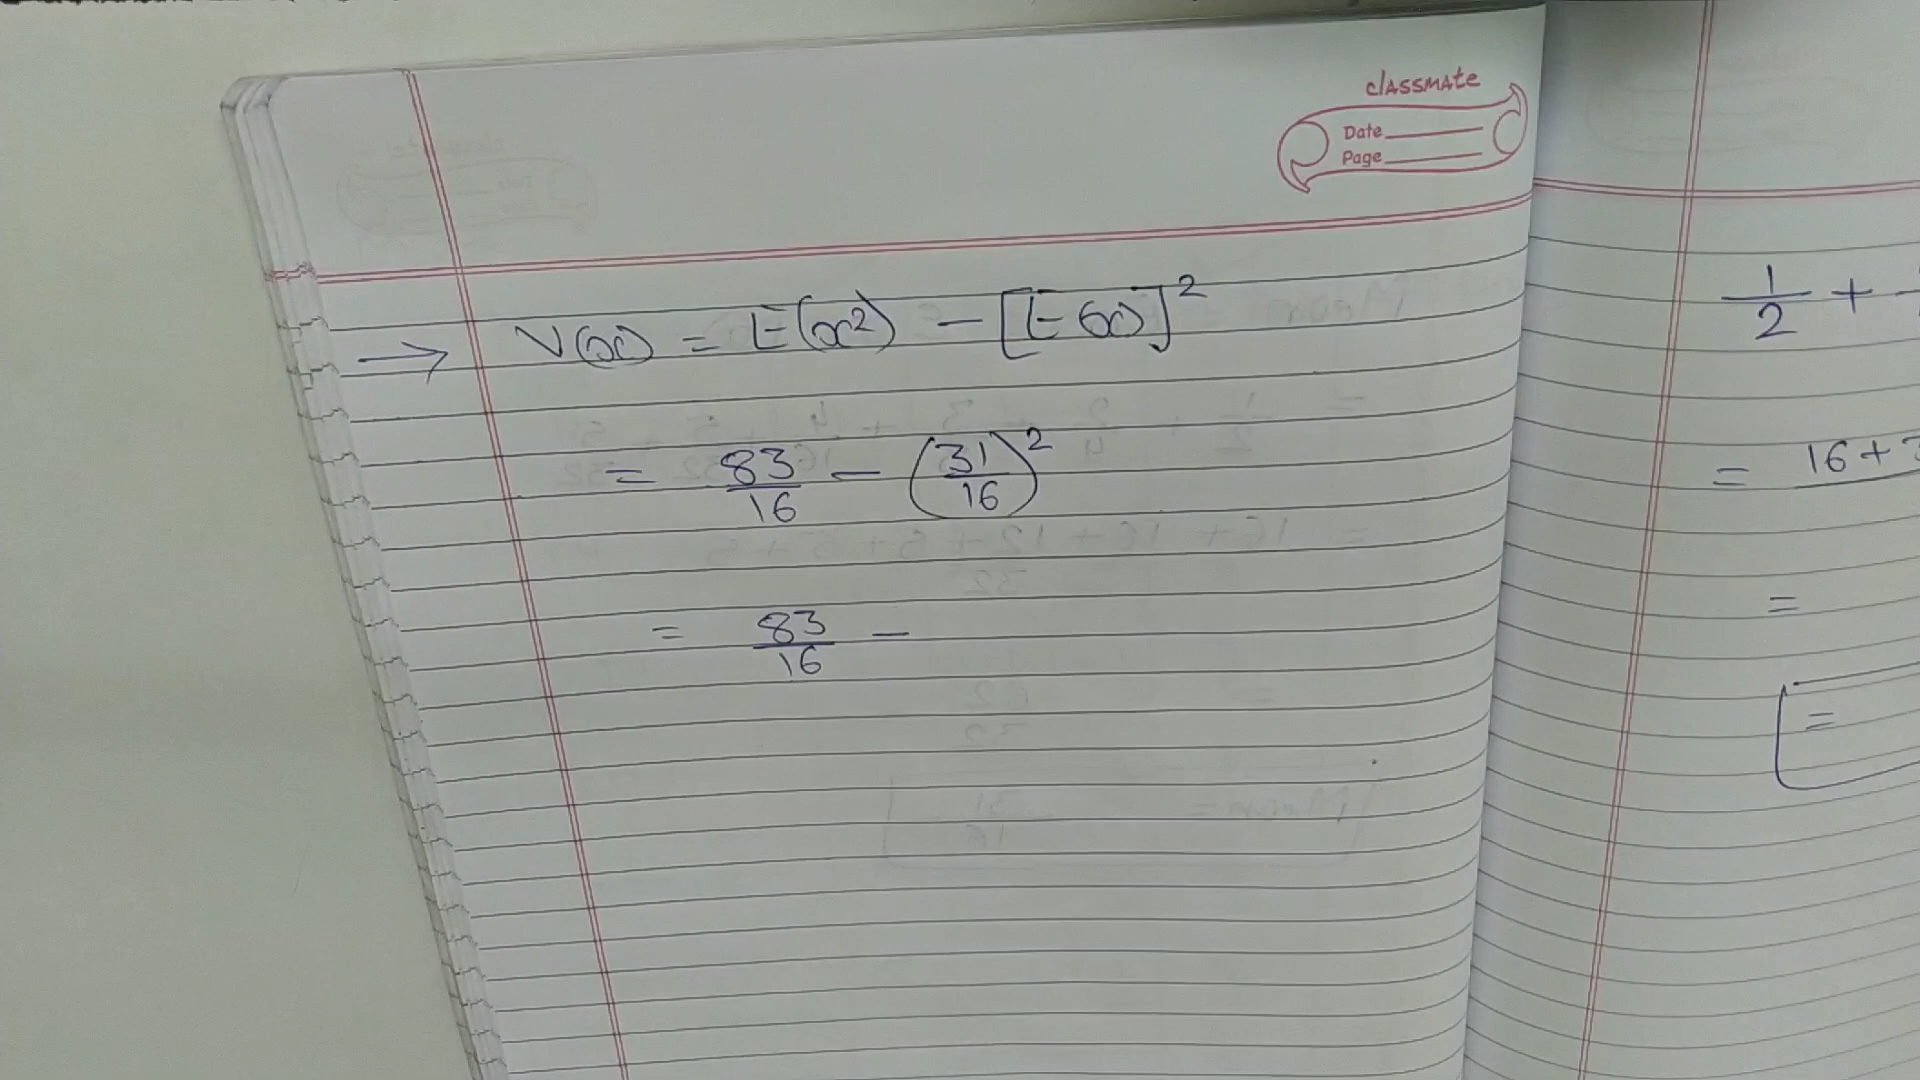 classmate
Date
Page
→ V(x) = E(x²) - [E(x)]²
= 83/16 - (31/16)²
= 83/16 -
1/2 +
= 16 +
=
=